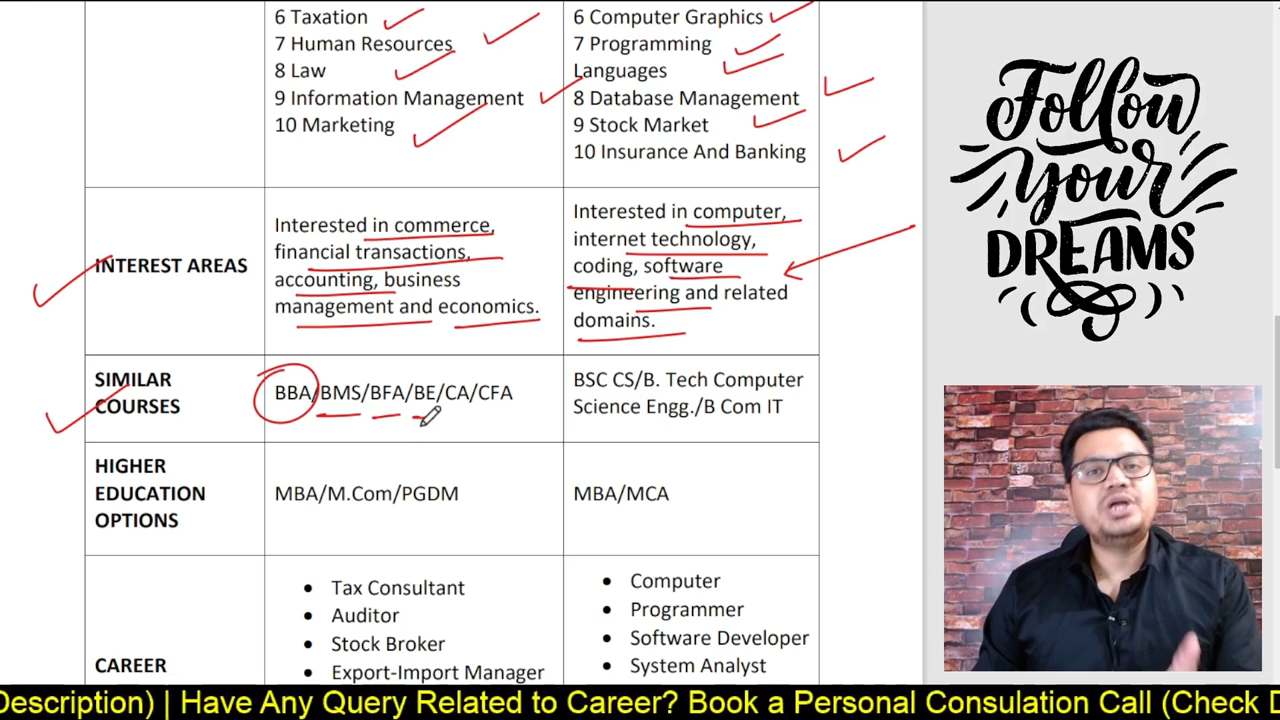 6 Taxation
7 Human Resources
8 Law
9 Information Management
10 Marketing
6 Computer Graphics
7 Programming
Languages
8 Database Management
9 Stock Market
10 Insurance And Banking
INTEREST AREAS
Interested in commerce,
financial transactions,
accounting, business
management and economics.
Interested in computer,
internet technology,
coding, software
engineering and related
domains.
SIMILAR
COURSES
BBA/BMS/BFA/BE/CA/CFA
BSC CS/B. Tech Computer
Science Engg./B Com IT
HIGHER
EDUCATION
OPTIONS
MBA/M.Com/PGDM
MBA/MCA
CAREER
Tax Consultant
Auditor
Stock Broker
Export-Import Manager
Computer
Programmer
Software Developer
System Analyst
Follow
Your
DREAMS
Description) | Have Any Query Related to Career? Book a Personal Consulation Call (Check D